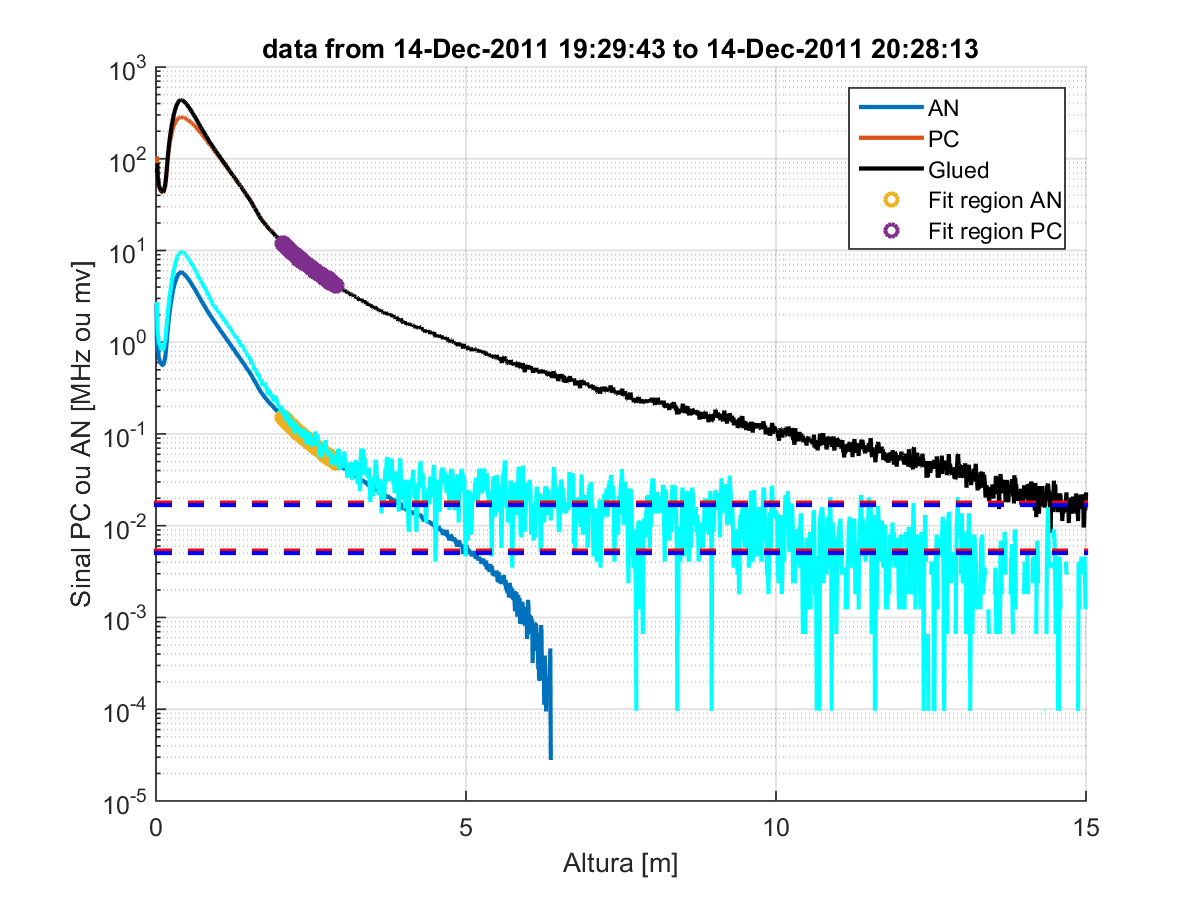 data from 14-Dec-2011 19:29:43 to 14-Dec-2011 20:28:13
10^3
10^2
10^1
10^0
10^-1
10^-2
10^-3
10^-4
10^-5
Sinal PC ou AN [MHz ou mv]
AN
PC
Glued
Fit region AN
Fit region PC
0 5 10 15
Altura [m]